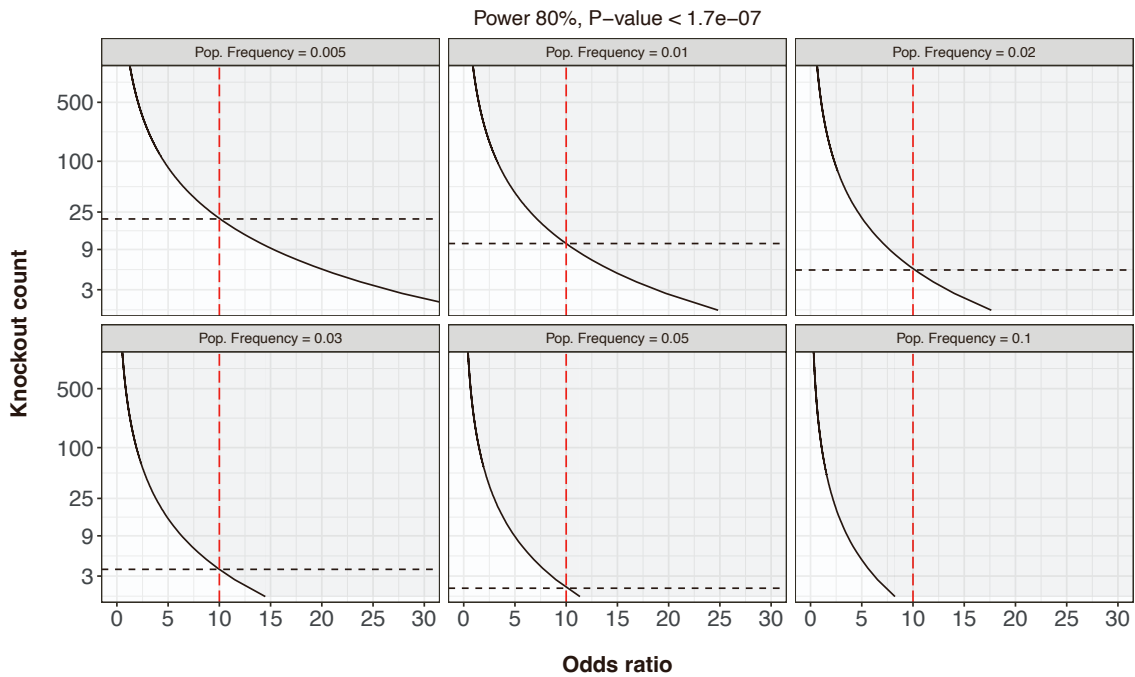 Power 80%, P−value < 1.7e−07
Pop. Frequency = 0.005
Pop. Frequency = 0.01
Pop. Frequency = 0.02
500
100
25
9
3
Knockout count
Pop. Frequency = 0.03
Pop. Frequency = 0.05
Pop. Frequency = 0.1
500
100
25
9
3
0 5 10 15 20 25 30
0 5 10 15 20 25 30
0 5 10 15 20 25 30
Odds ratio